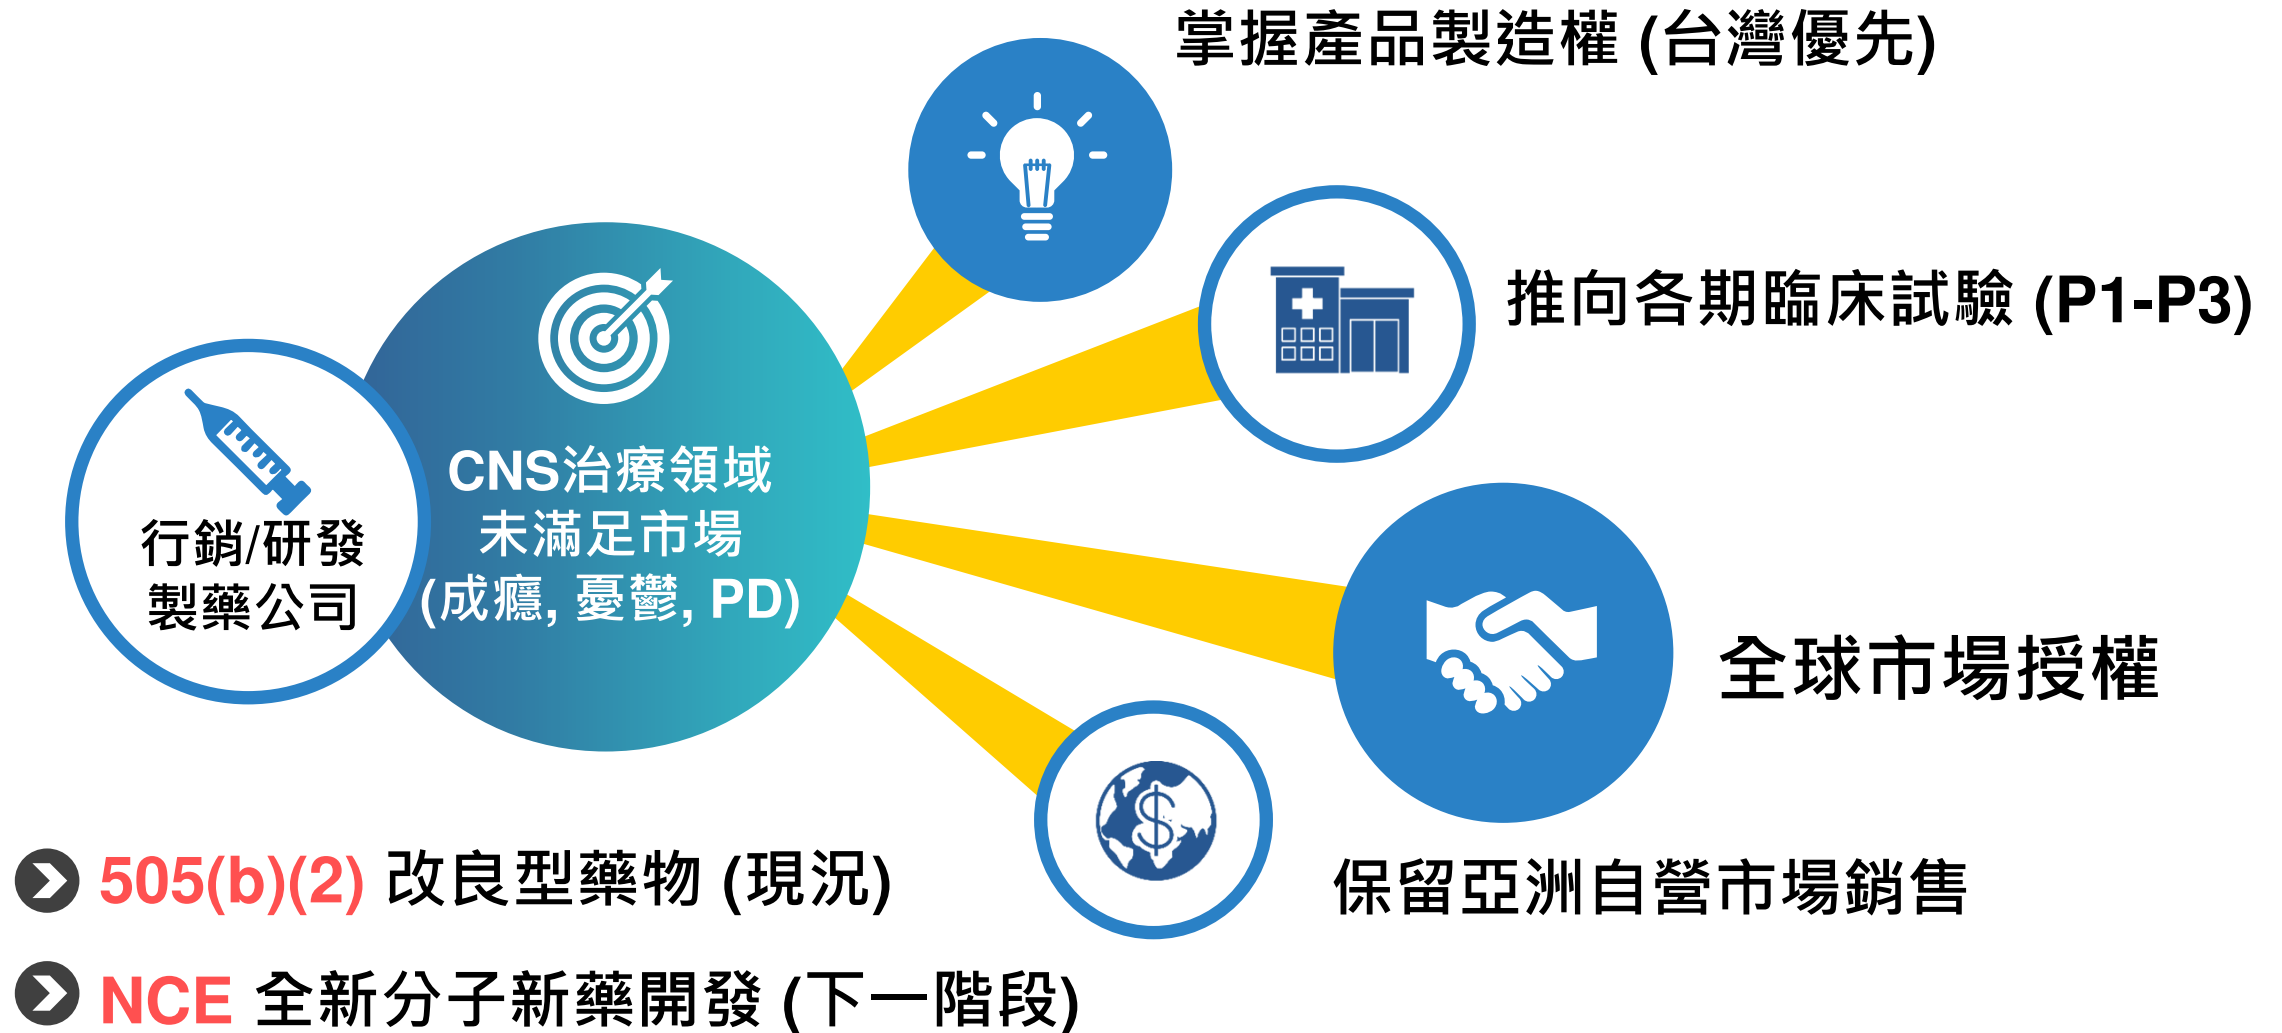 掌握產品製造權 (台灣優先)
推向各期臨床試驗 (P1-P3)
CNS治療領域
未滿足市場
(成癮, 憂鬱, PD)
行銷/研發
製藥公司
全球市場授權
保留亞洲自營市場銷售
505(b)(2) 改良型藥物 (現況)
NCE 全新分子新藥開發 (下一階段)